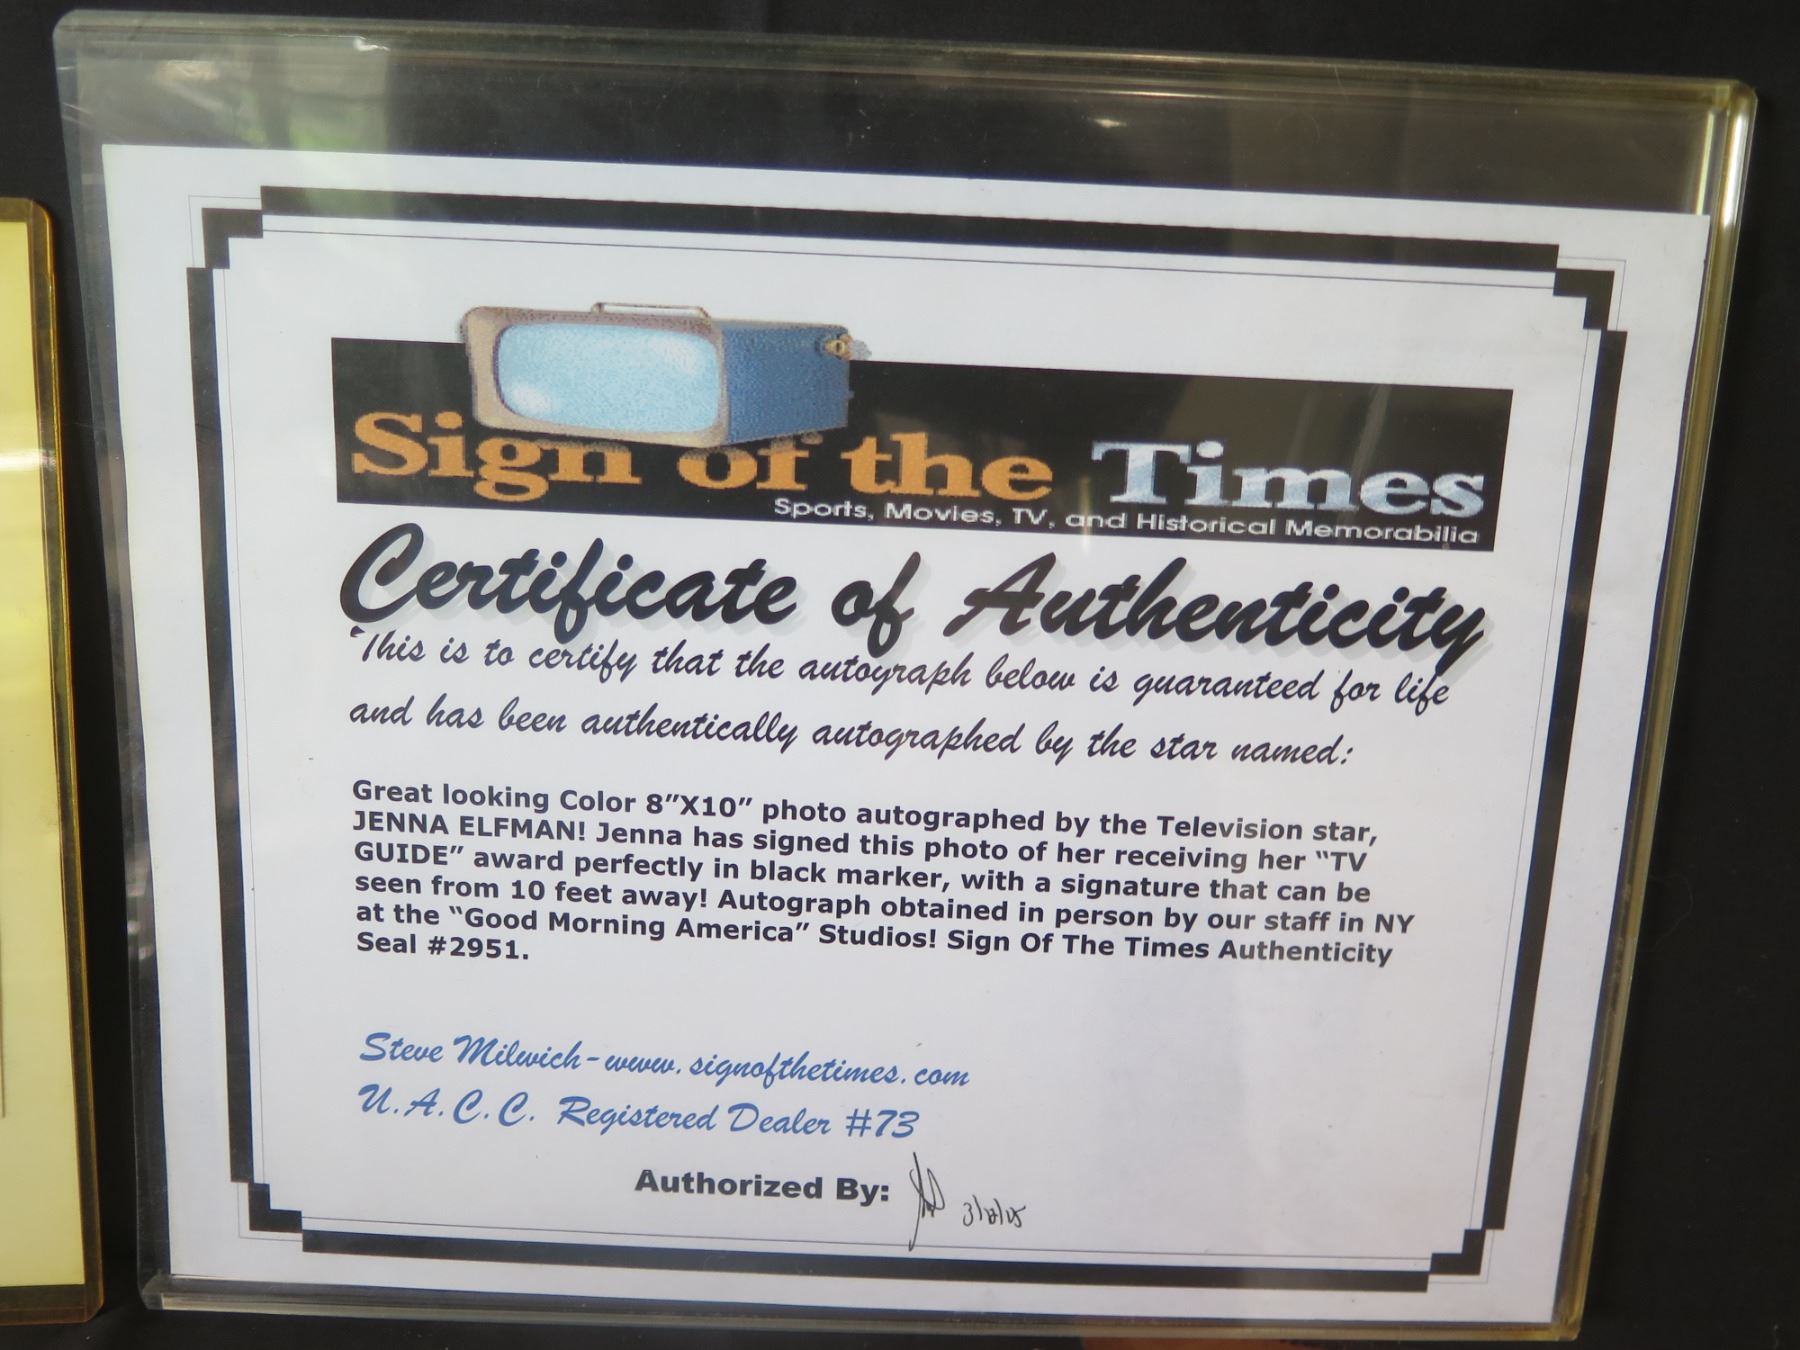 Sign of the Times
Sports, Movies, TV, and Historical Memorabilia
Certificate of Authenticity
This is to certify that the autograph below is guaranteed for life
and has been authentically autographed by the star named:
Great looking Color 8”X10” photo autographed by the Television star,
JENNA ELFMAN! Jenna has signed this photo of her receiving her “TV
GUIDE” award perfectly in black marker, with a signature that can be
seen from 10 feet away! Autograph obtained in person by our staff in NY
at the “Good Morning America” Studios! Sign Of The Times Authenticity
Seal #2951.
Steve Milwich-www.signofthetimes.com
U.A.C.C. Registered Dealer #73
Authorized By: